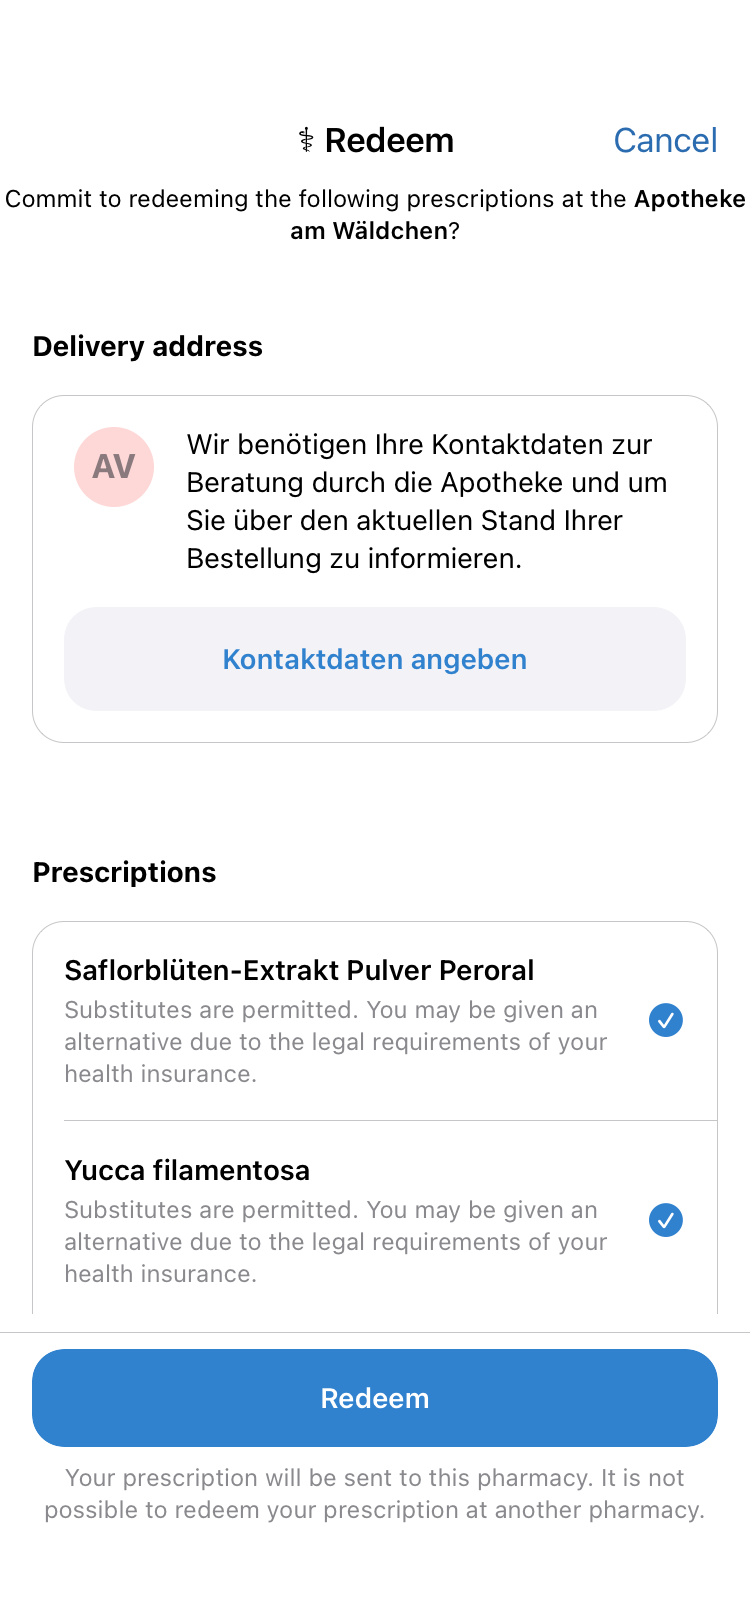 ⚕ Redeem
Cancel
Commit to redeeming the following prescriptions at the Apotheke
am Wäldchen?
Delivery address
AV
Wir benötigen Ihre Kontaktdaten zur
Beratung durch die Apotheke und um
Sie über den aktuellen Stand Ihrer
Bestellung zu informieren.
Kontaktdaten angeben
Prescriptions
Saflorblüten-Extrakt Pulver Peroral
Substitutes are permitted. You may be given an
alternative due to the legal requirements of your
health insurance.
Yucca filamentosa
Substitutes are permitted. You may be given an
alternative due to the legal requirements of your
health insurance.
Redeem
Your prescription will be sent to this pharmacy. It is not
possible to redeem your prescription at another pharmacy.